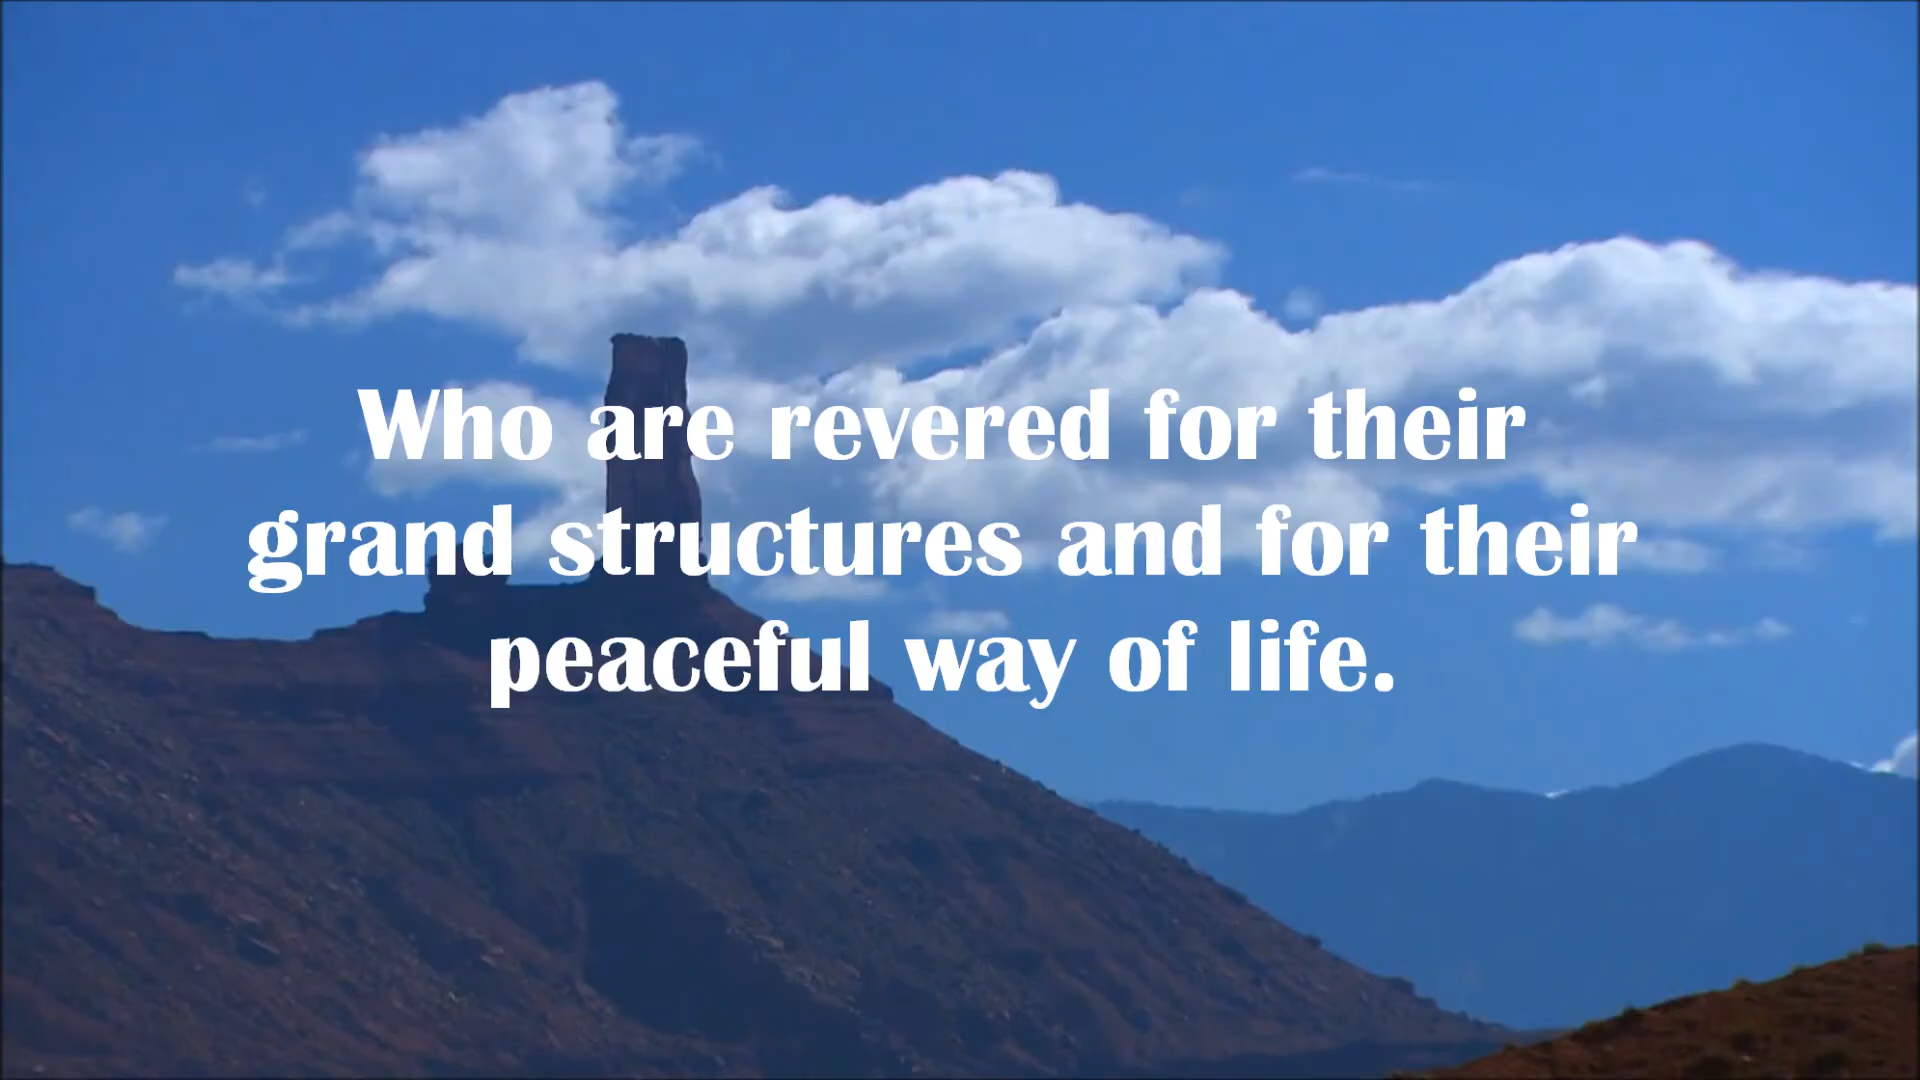 Who are revered for their
grand structures and for their
peaceful way of life.